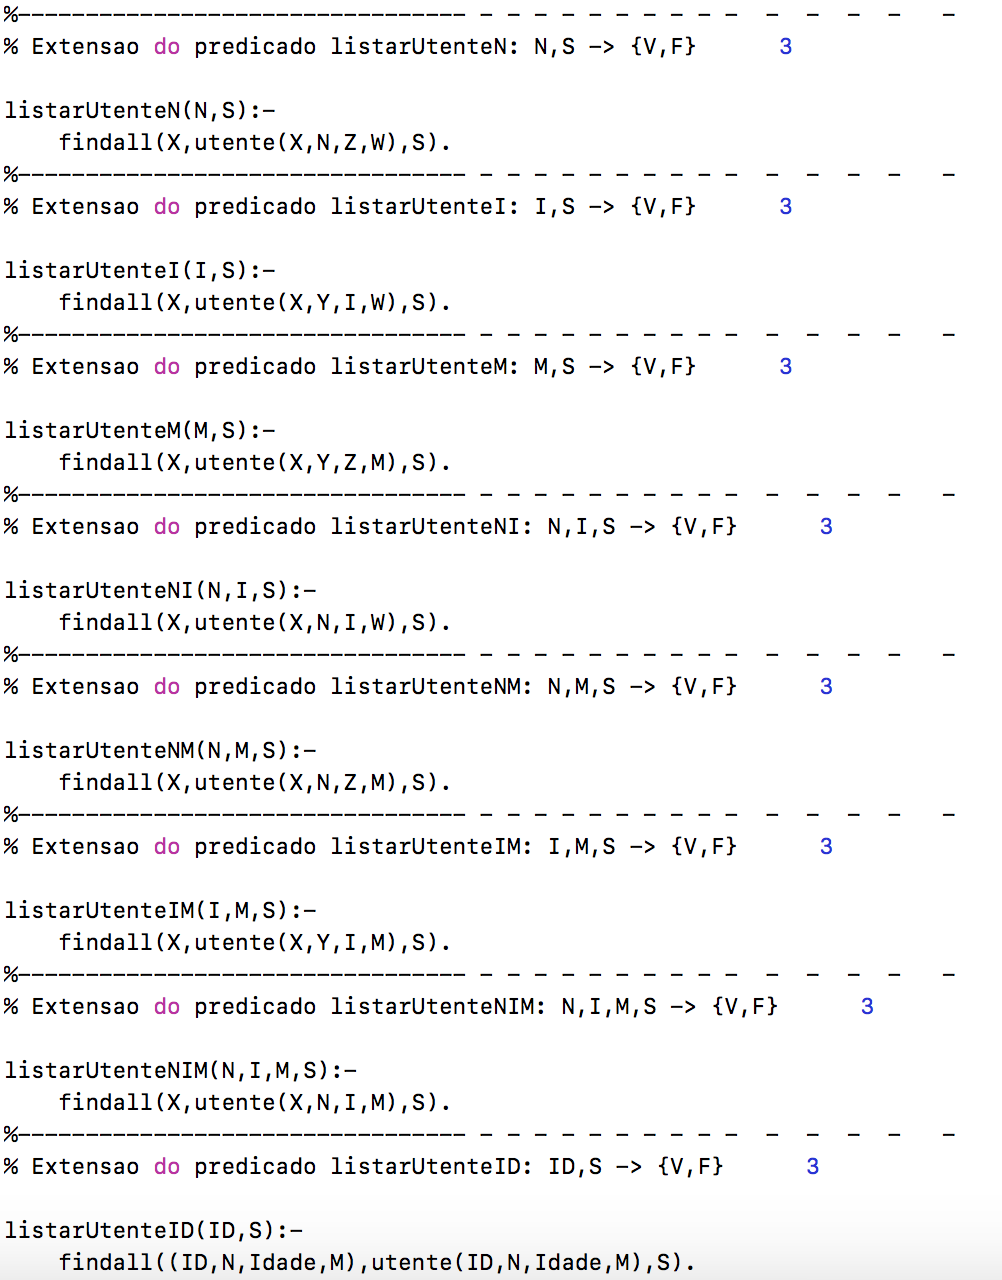 %--------------------------------- - - - - - - - - - - - - - - -
% Extensao do predicado listarUtenteN: N,S -> {V,F} 3
listarUtenteN(N,S):-
findall(X,utente(X,N,Z,W),S).
%--------------------------------- - - - - - - - - - - - - - - -
% Extensao do predicado listarUtenteI: I,S -> {V,F} 3
listarUtenteI(I,S):-
findall(X,utente(X,Y,I,W),S).
%--------------------------------- - - - - - - - - - - - - - - -
% Extensao do predicado listarUtenteM: M,S -> {V,F} 3
listarUtenteM(M,S):-
findall(X,utente(X,Y,Z,M),S).
%--------------------------------- - - - - - - - - - - - - - - -
% Extensao do predicado listarUtenteNI: N,I,S -> {V,F} 3
listarUtenteNI(N,I,S):-
findall(X,utente(X,N,I,W),S).
%--------------------------------- - - - - - - - - - - - - - - -
% Extensao do predicado listarUtenteNM: N,M,S -> {V,F} 3
listarUtenteNM(N,M,S):-
findall(X,utente(X,N,Z,M),S).
%--------------------------------- - - - - - - - - - - - - - - -
% Extensao do predicado listarUtenteIM: I,M,S -> {V,F} 3
listarUtenteIM(I,M,S):-
findall(X,utente(X,Y,I,M),S).
%--------------------------------- - - - - - - - - - - - - - - -
% Extensao do predicado listarUtenteNIM: N,I,M,S -> {V,F} 3
listarUtenteNIM(N,I,M,S):-
findall(X,utente(X,N,I,M),S).
%--------------------------------- - - - - - - - - - - - - - - -
% Extensao do predicado listarUtenteID: ID,S -> {V,F} 3
listarUtenteID(ID,S):-
findall((ID,N,Idade,M),utente(ID,N,Idade,M),S).